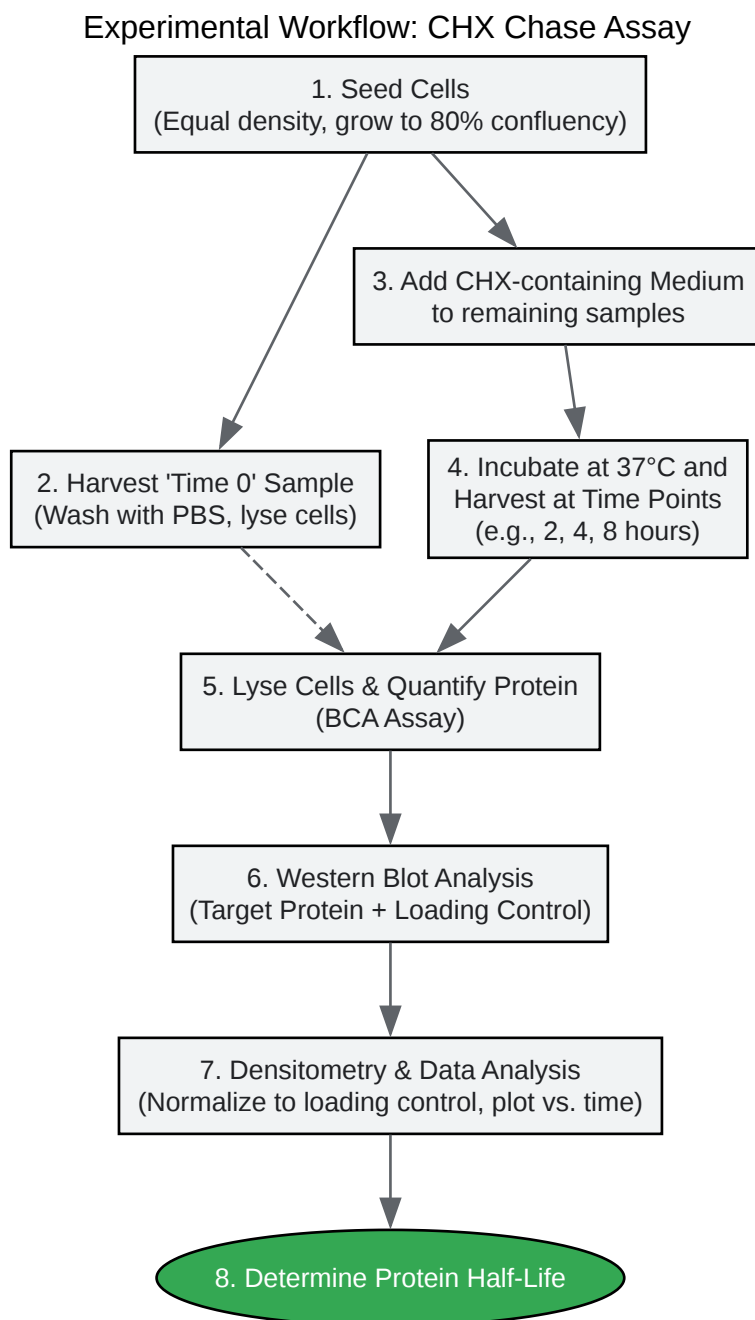 Experimental Workflow: CHX Chase Assay
1. Seed Cells
(Equal density, grow to 80% confluency)
3. Add CHX-containing Medium
to remaining samples
2. Harvest 'Time 0' Sample
(Wash with PBS, lyse cells)
4. Incubate at 37°C and
Harvest at Time Points
(e.g., 2, 4, 8 hours)
5. Lyse Cells & Quantify Protein
(BCA Assay)
6. Western Blot Analysis
(Target Protein + Loading Control)
7. Densitometry & Data Analysis
(Normalize to loading control, plot vs. time)
8. Determine Protein Half-Life